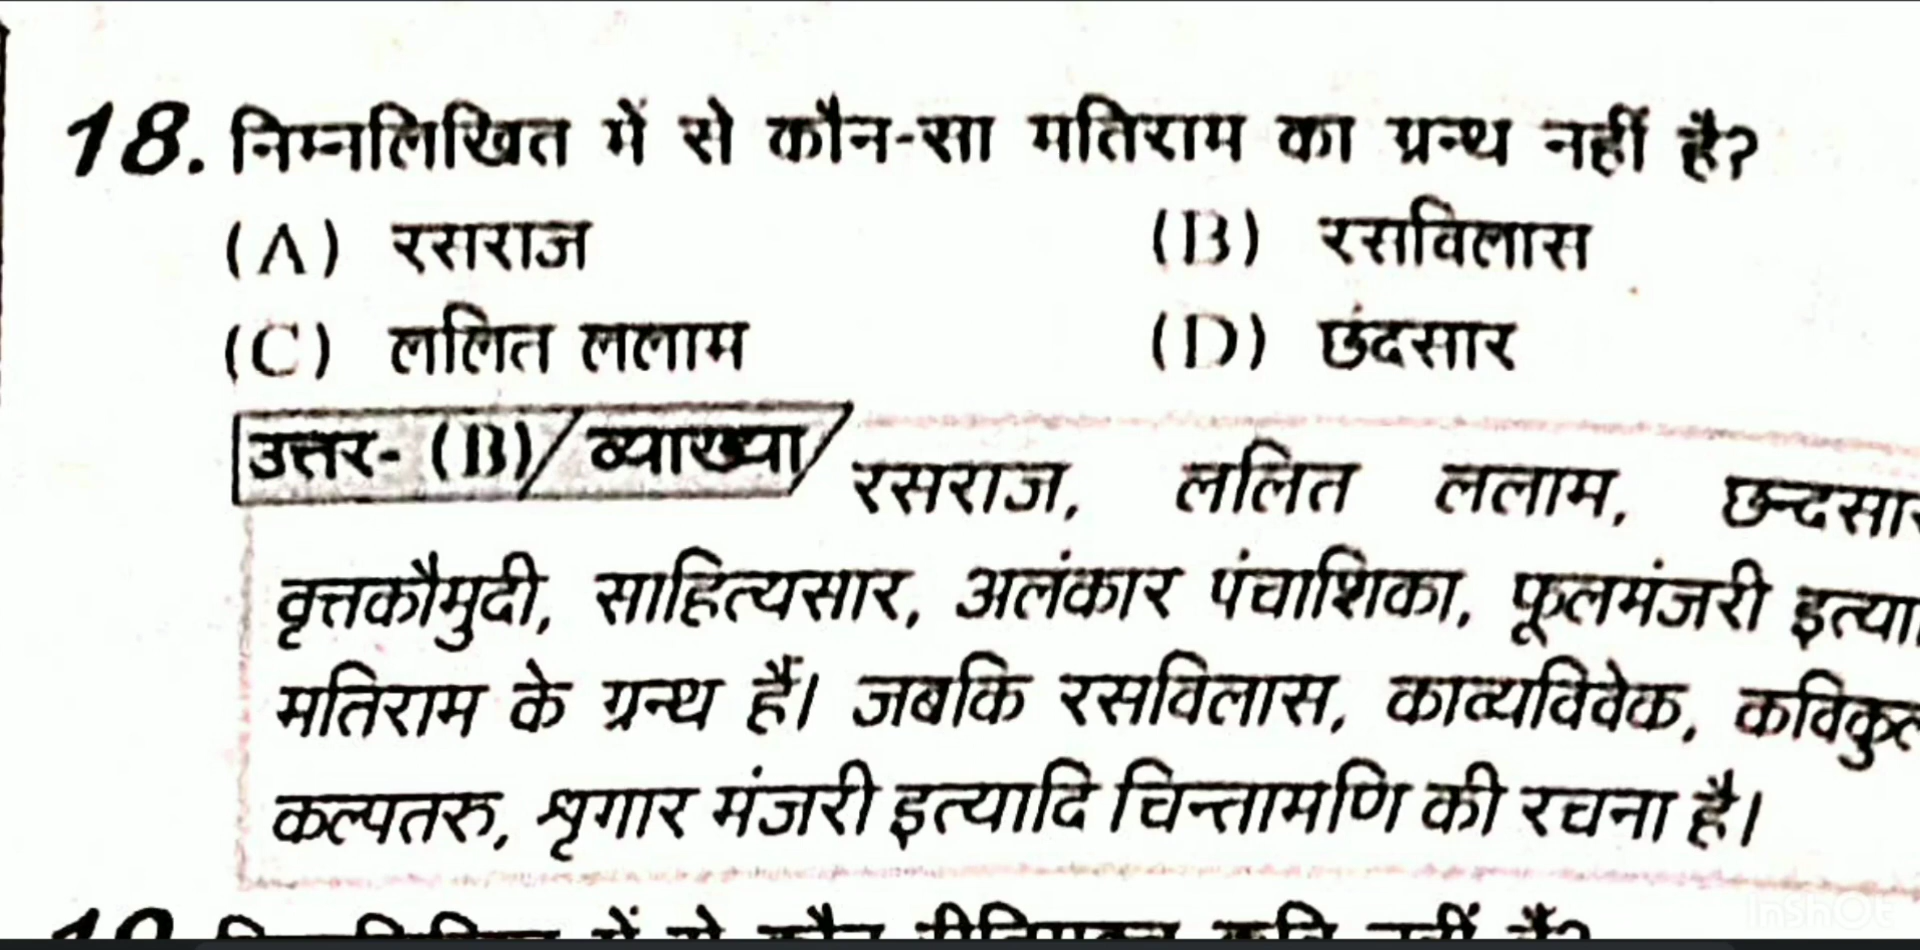 18. निम्नलिखित में से कौन-सा मतिराम का ग्रन्थ नहीं है?
(A) रसराज (B) रसविलास
(C) ललित ललाम (D) छंदसार
उत्तर- (B)/ व्याख्या/ रसराज, ललित ललाम, छन्दसा
वृत्तकौमुदी, साहित्यसार, अलंकार पंचाशिका, फूलमंजरी इत्या
मतिराम के ग्रन्थ हैं। जबकि रसविलास, काव्यविवेक, कविकुल
कल्पतरु, श्रृगार मंजरी इत्यादि चिन्तामणि की रचना है।
InShOt